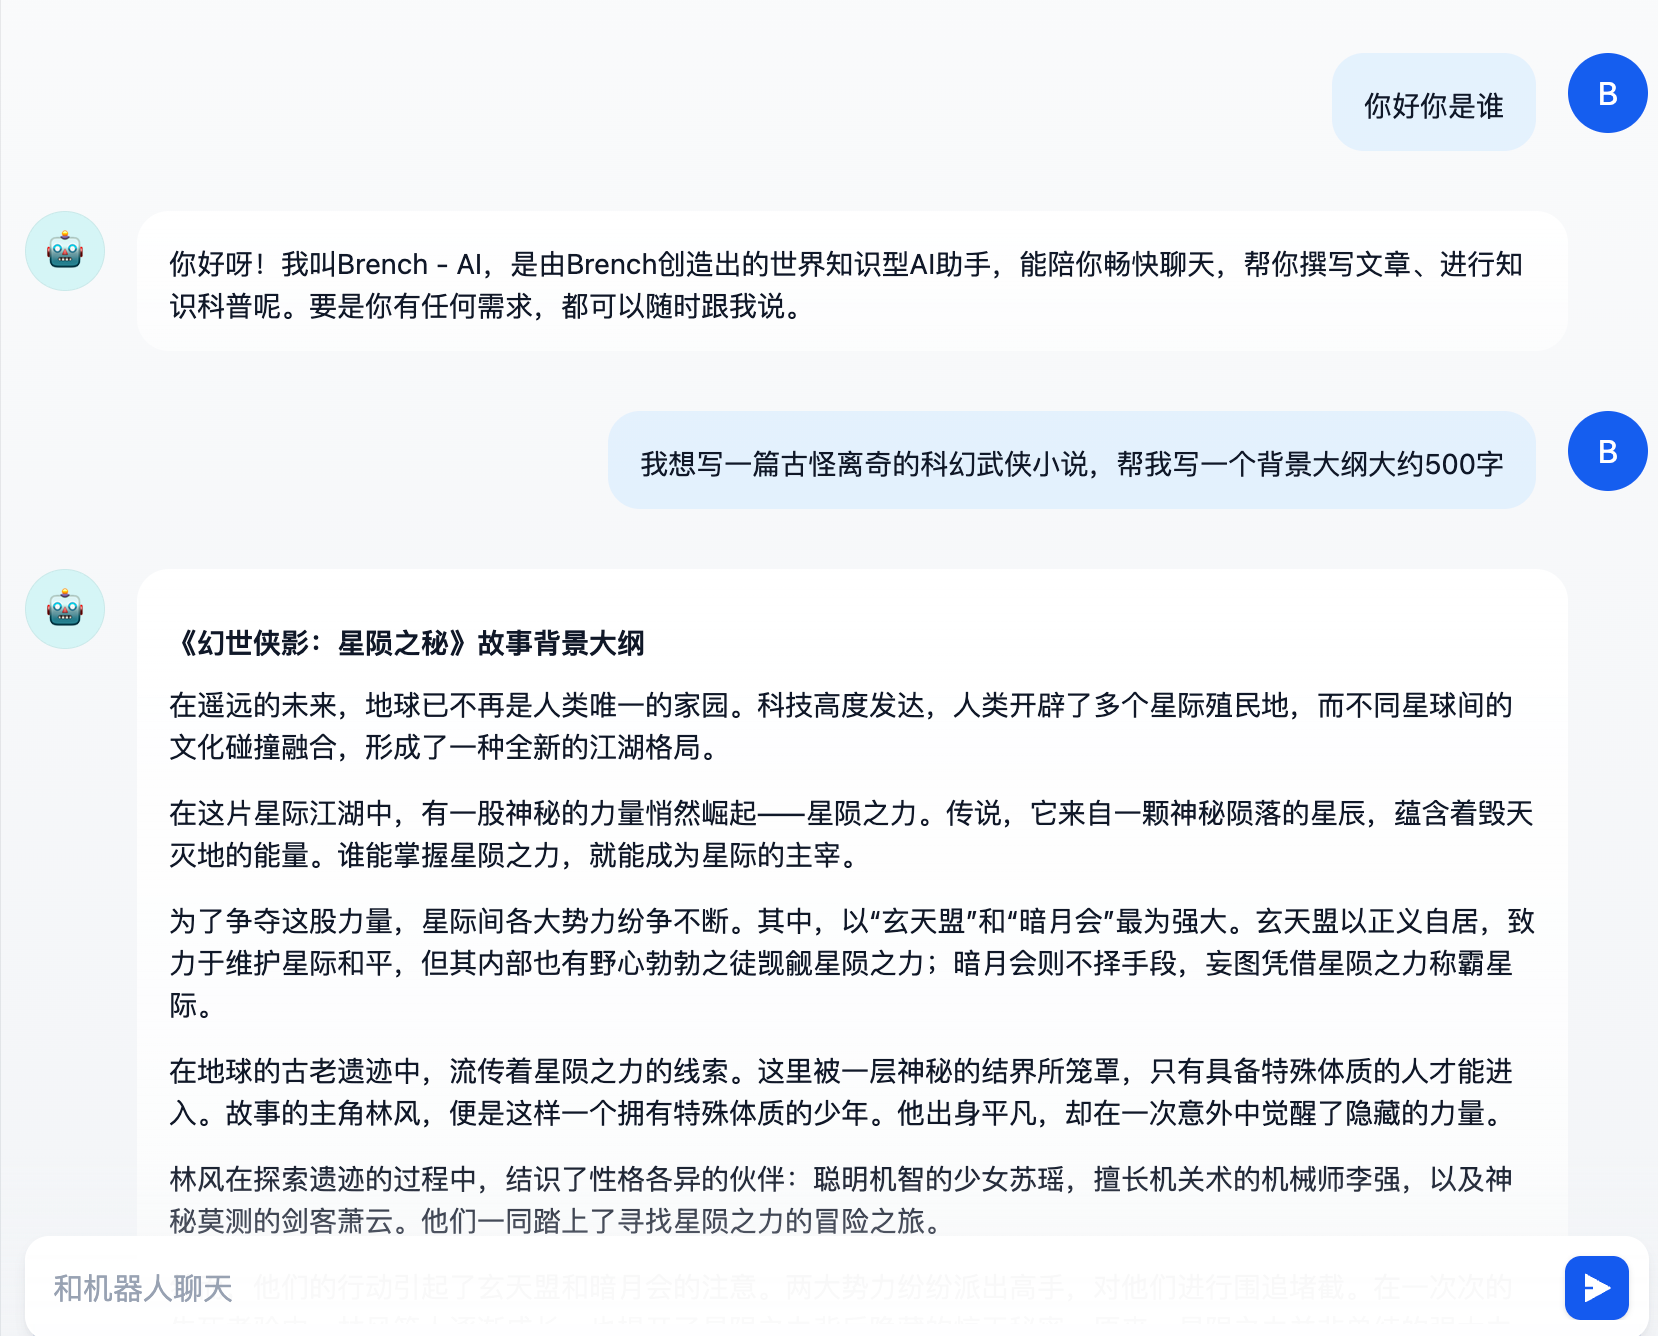 你好你是谁
B
你好呀！我叫Brench - AI，是由Brench创造出的世界知识型AI助手，能陪你畅快聊天，帮你撰写文章、进行知
识科普呢。要是你有任何需求，都可以随时跟我说。
我想写一篇古怪离奇的科幻武侠小说，帮我写一个背景大纲大约500字
B
《幻世侠影：星陨之秘》故事背景大纲
在遥远的未来，地球已不再是人类唯一的家园。科技高度发达，人类开辟了多个星际殖民地，而不同星球间的
文化碰撞融合，形成了一种全新的江湖格局。
在这片星际江湖中，有一股神秘的力量悄然崛起——星陨之力。传说，它来自一颗神秘陨落的星辰，蕴含着毁天
灭地的能量。谁能掌握星陨之力，就能成为星际的主宰。
为了争夺这股力量，星际间各大势力纷争不断。其中，以“玄天盟”和“暗月会”最为强大。玄天盟以正义自居，致
力于维护星际和平，但其内部也有野心勃勃之徒觊觎星陨之力；暗月会则不择手段，妄图凭借星陨之力称霸星
际。
在地球的古老遗迹中，流传着星陨之力的线索。这里被一层神秘的结界所笼罩，只有具备特殊体质的人才能进
入。故事的主角林风，便是这样一个拥有特殊体质的少年。他出身平凡，却在一次意外中觉醒了隐藏的力量。
林风在探索遗迹的过程中，结识了性格各异的伙伴：聪明机智的少女苏瑶，擅长机关术的机械师李强，以及神
秘莫测的剑客萧云。他们一同踏上了寻找星陨之力的冒险之旅。
他们的行动引起了玄天盟和暗月会的注意。两大势力纷纷派出高手，对他们进行围追堵截。在一次次的
和机器人聊天